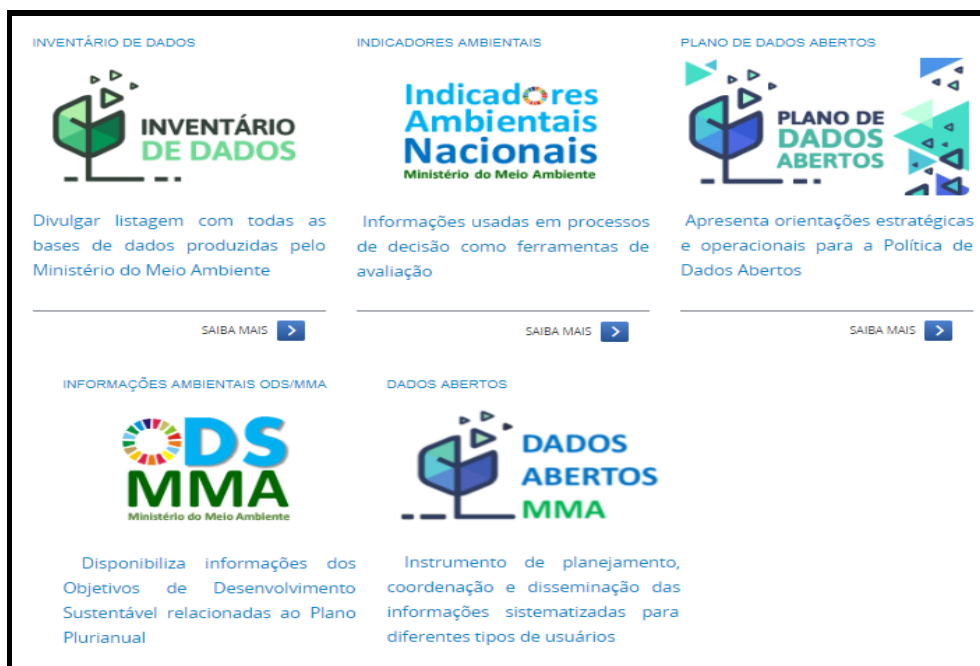 INVENTÁRIO DE DADOS
INVENTÁRIO
DE DADOS
Divulgar listagem com todas as
bases de dados produzidas pelo
Ministério do Meio Ambiente
SAIBA MAIS
INDICADORES AMBIENTAIS
Indicadores
Ambientais
Nacionais
Ministério do Meio Ambiente
Informações usadas em processos
de decisão como ferramentas de
avaliação
SAIBA MAIS
PLANO DE DADOS ABERTOS
PLANO DE
DADOS
ABERTOS
Apresenta orientações estratégicas
e operacionais para a Política de
Dados Abertos
SAIBA MAIS
INFORMAÇÕES AMBIENTAIS ODS/MMA
ODS
MMA
Ministério do Meio Ambiente
Disponibiliza informações dos
Objetivos de Desenvolvimento
Sustentável relacionadas ao Plano
Plurianual
DADOS ABERTOS
DADOS
ABERTOS
MMA
Instrumento de planejamento,
coordenação e disseminação das
informações sistematizadas para
diferentes tipos de usuários